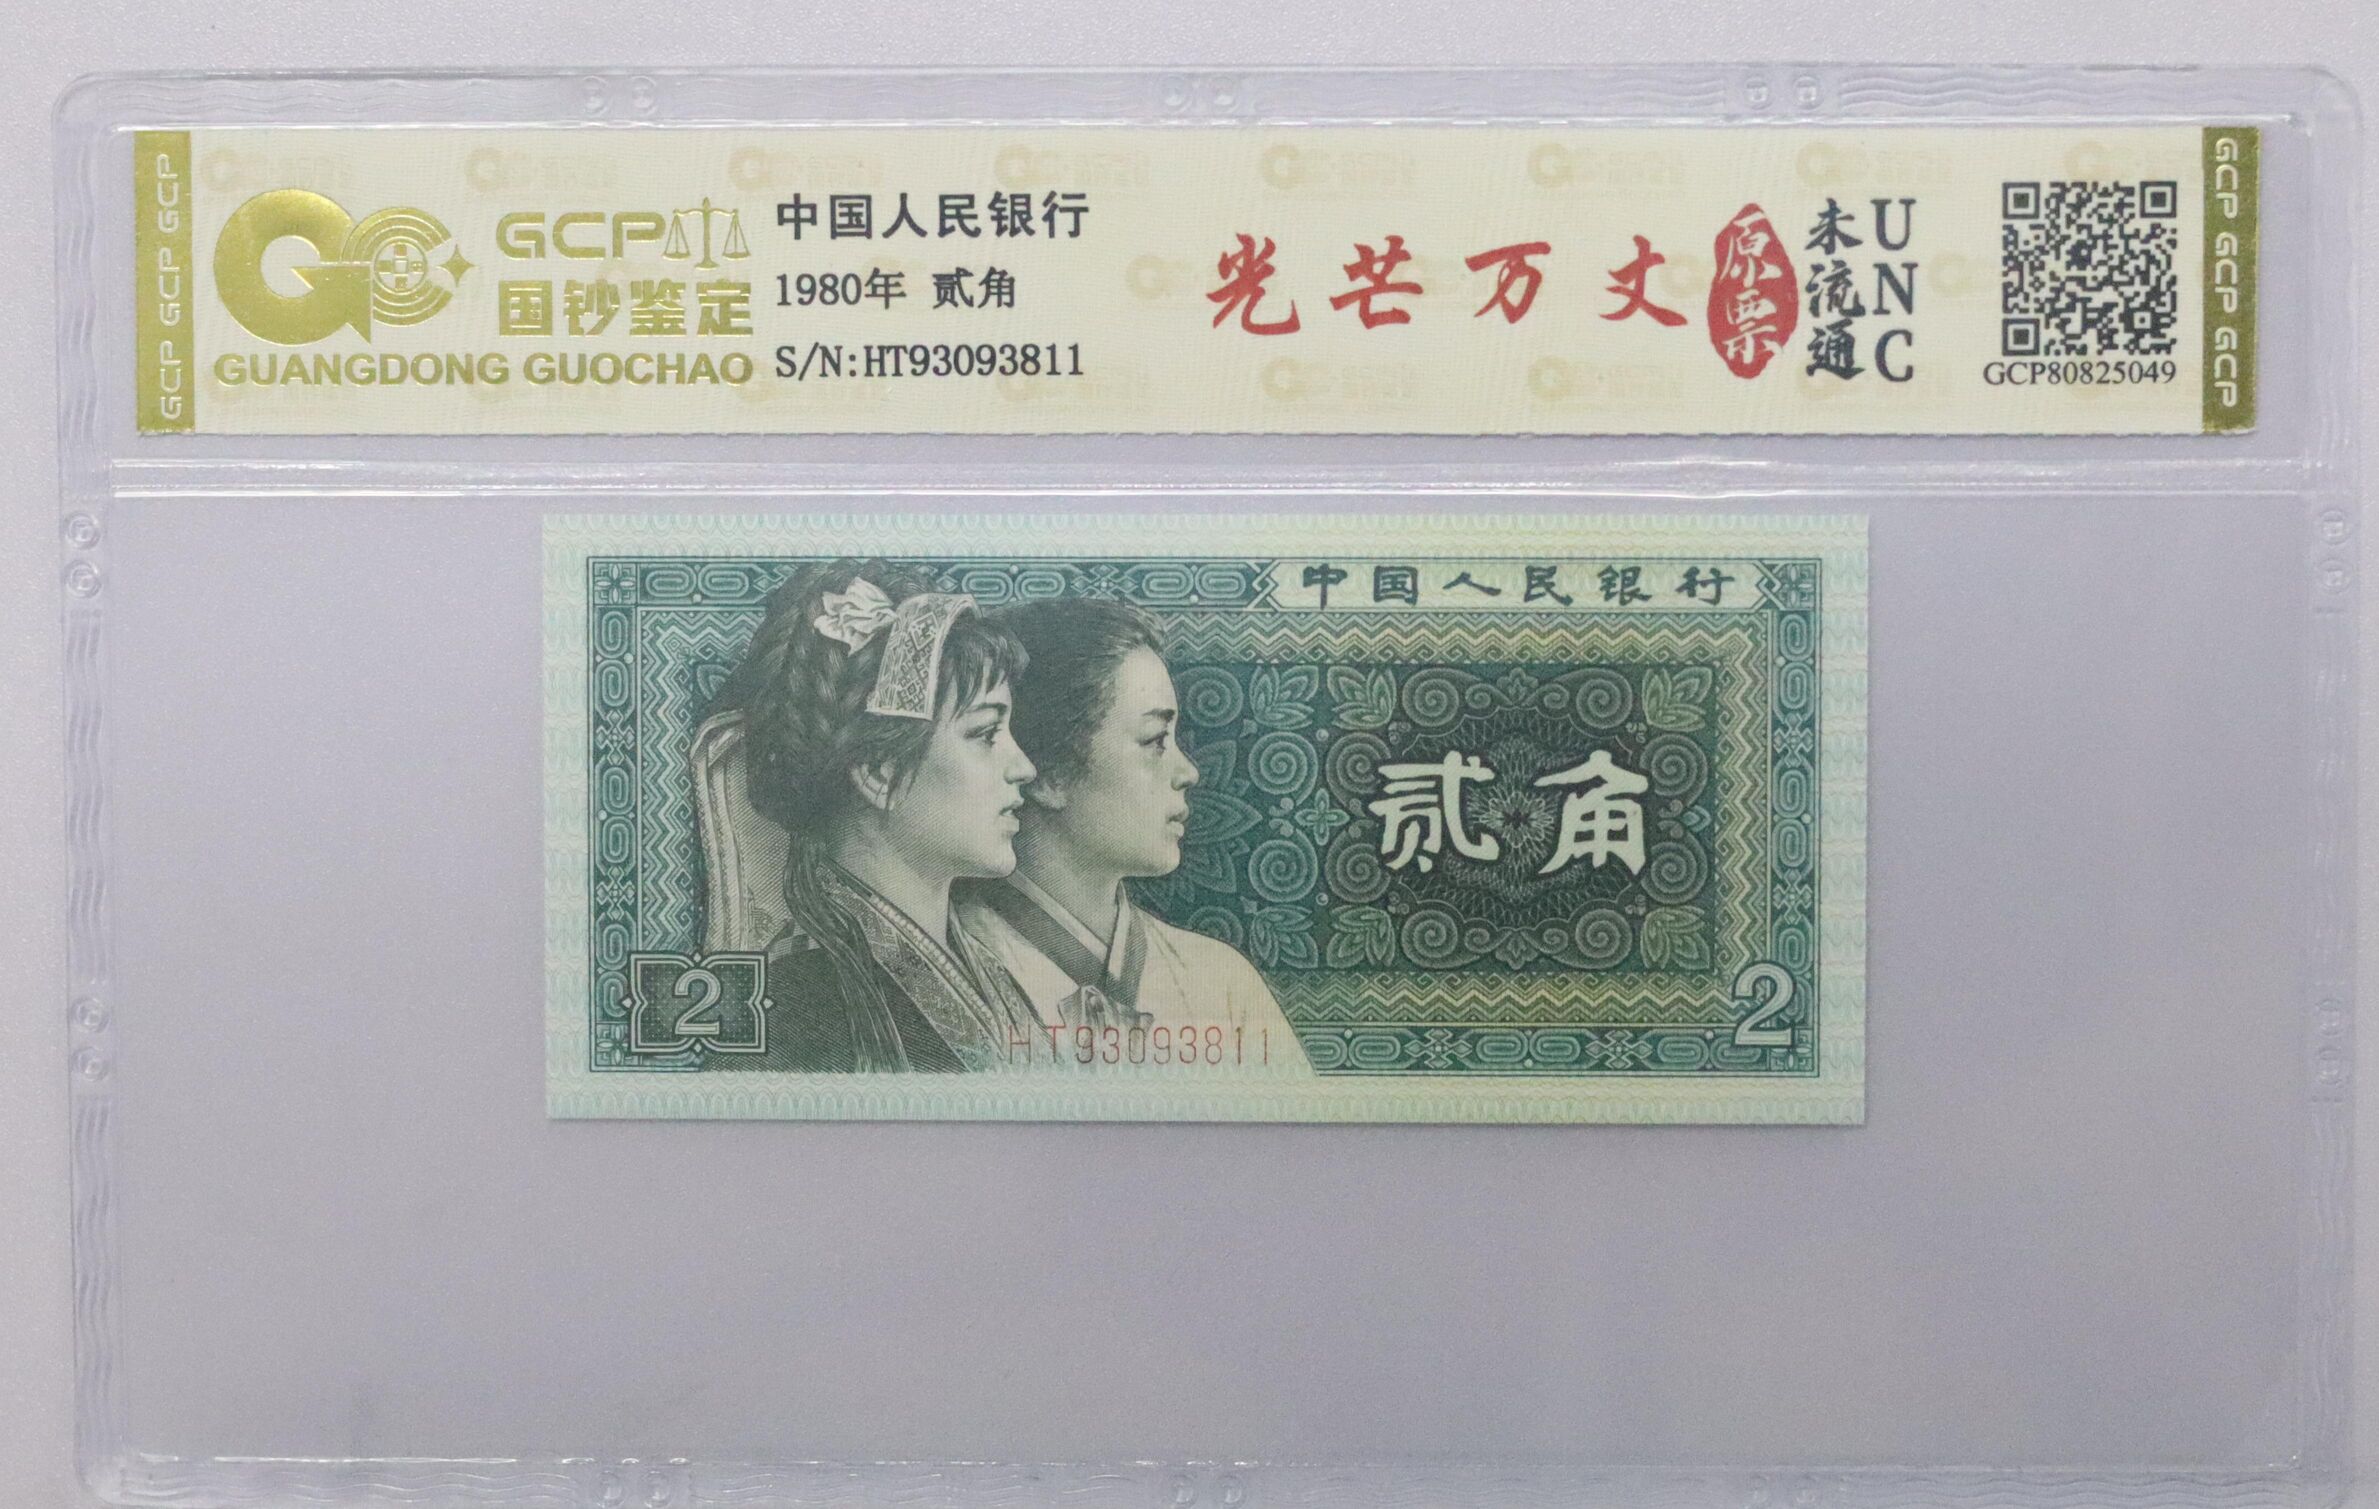 GCP GCP GCP
GCP
国钞鉴定
GUANGDONG GUOCHAO
中国人民银行
1980年 贰角
S/N:HT93093811
光芒万丈
原票
未流通
UNC
GCP80825049
GCP GCP GCP
中国人民银行
贰角
2
2
HT93093811